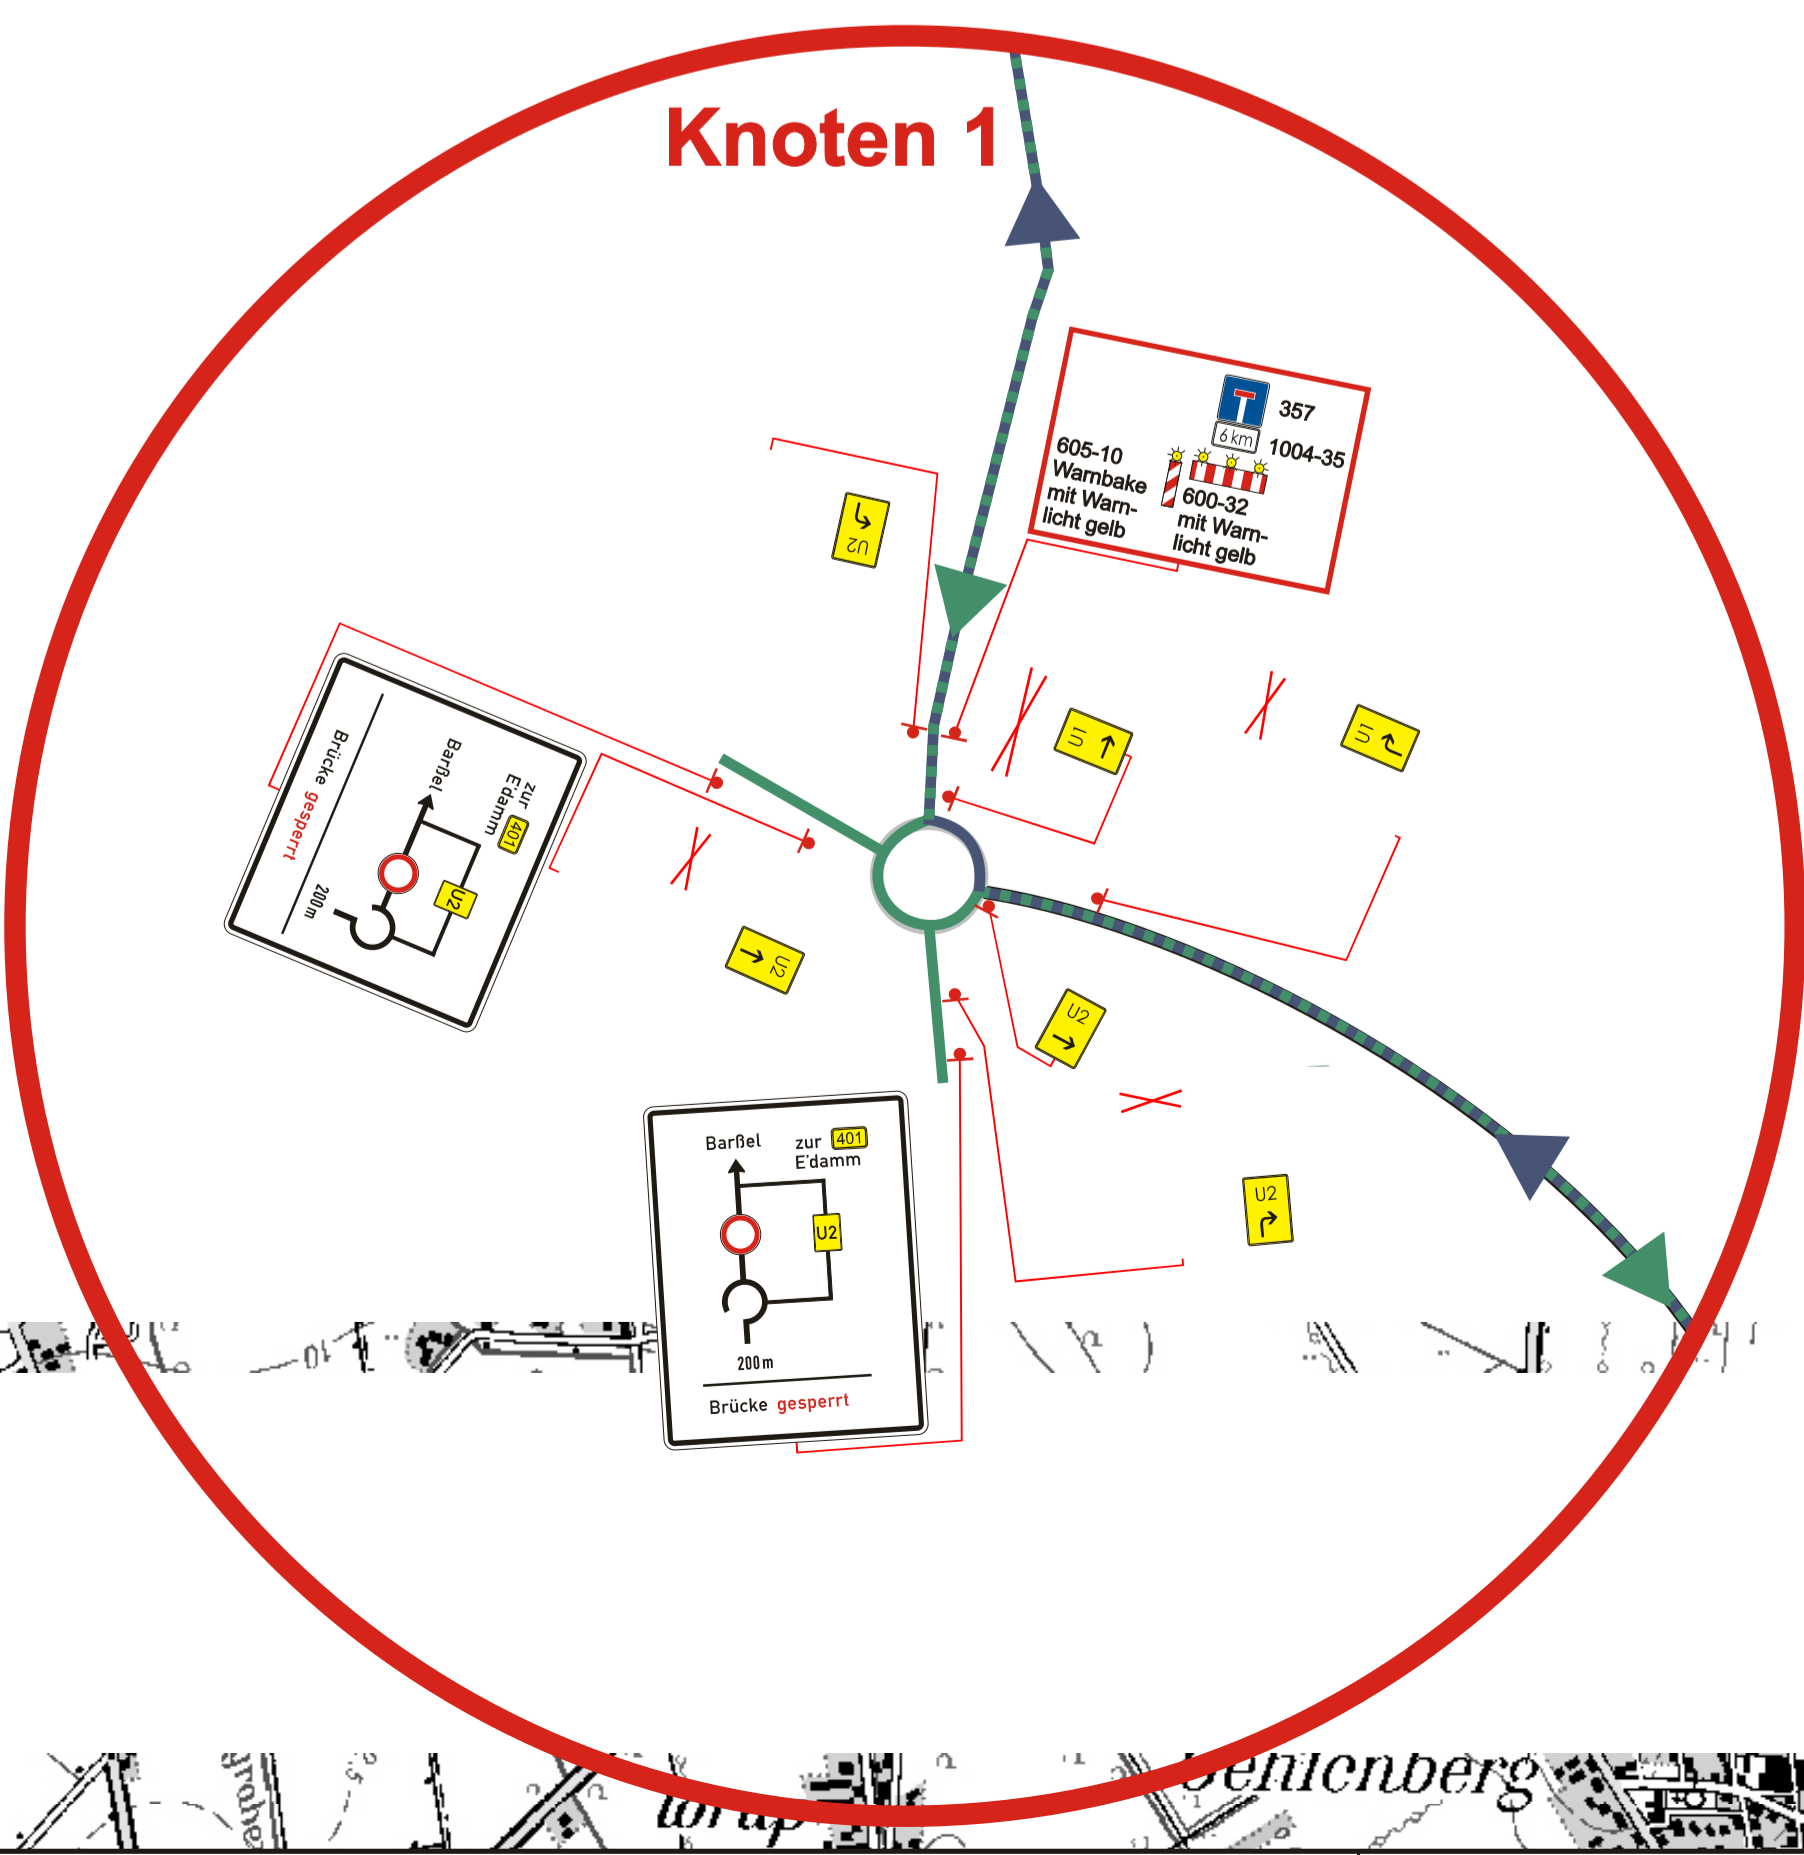 Knoten 1
357
6 km
1004-35
605-10
Warnbake
mit Warn-
licht gelb
600-32
mit Warn-
licht gelb
U2
U1
U1
Barßel
zur 401
E'damm
U2
200m
Brücke gesperrt
U2
U2
U2
Barßel
zur 401
E'damm
U2
200m
Brücke gesperrt